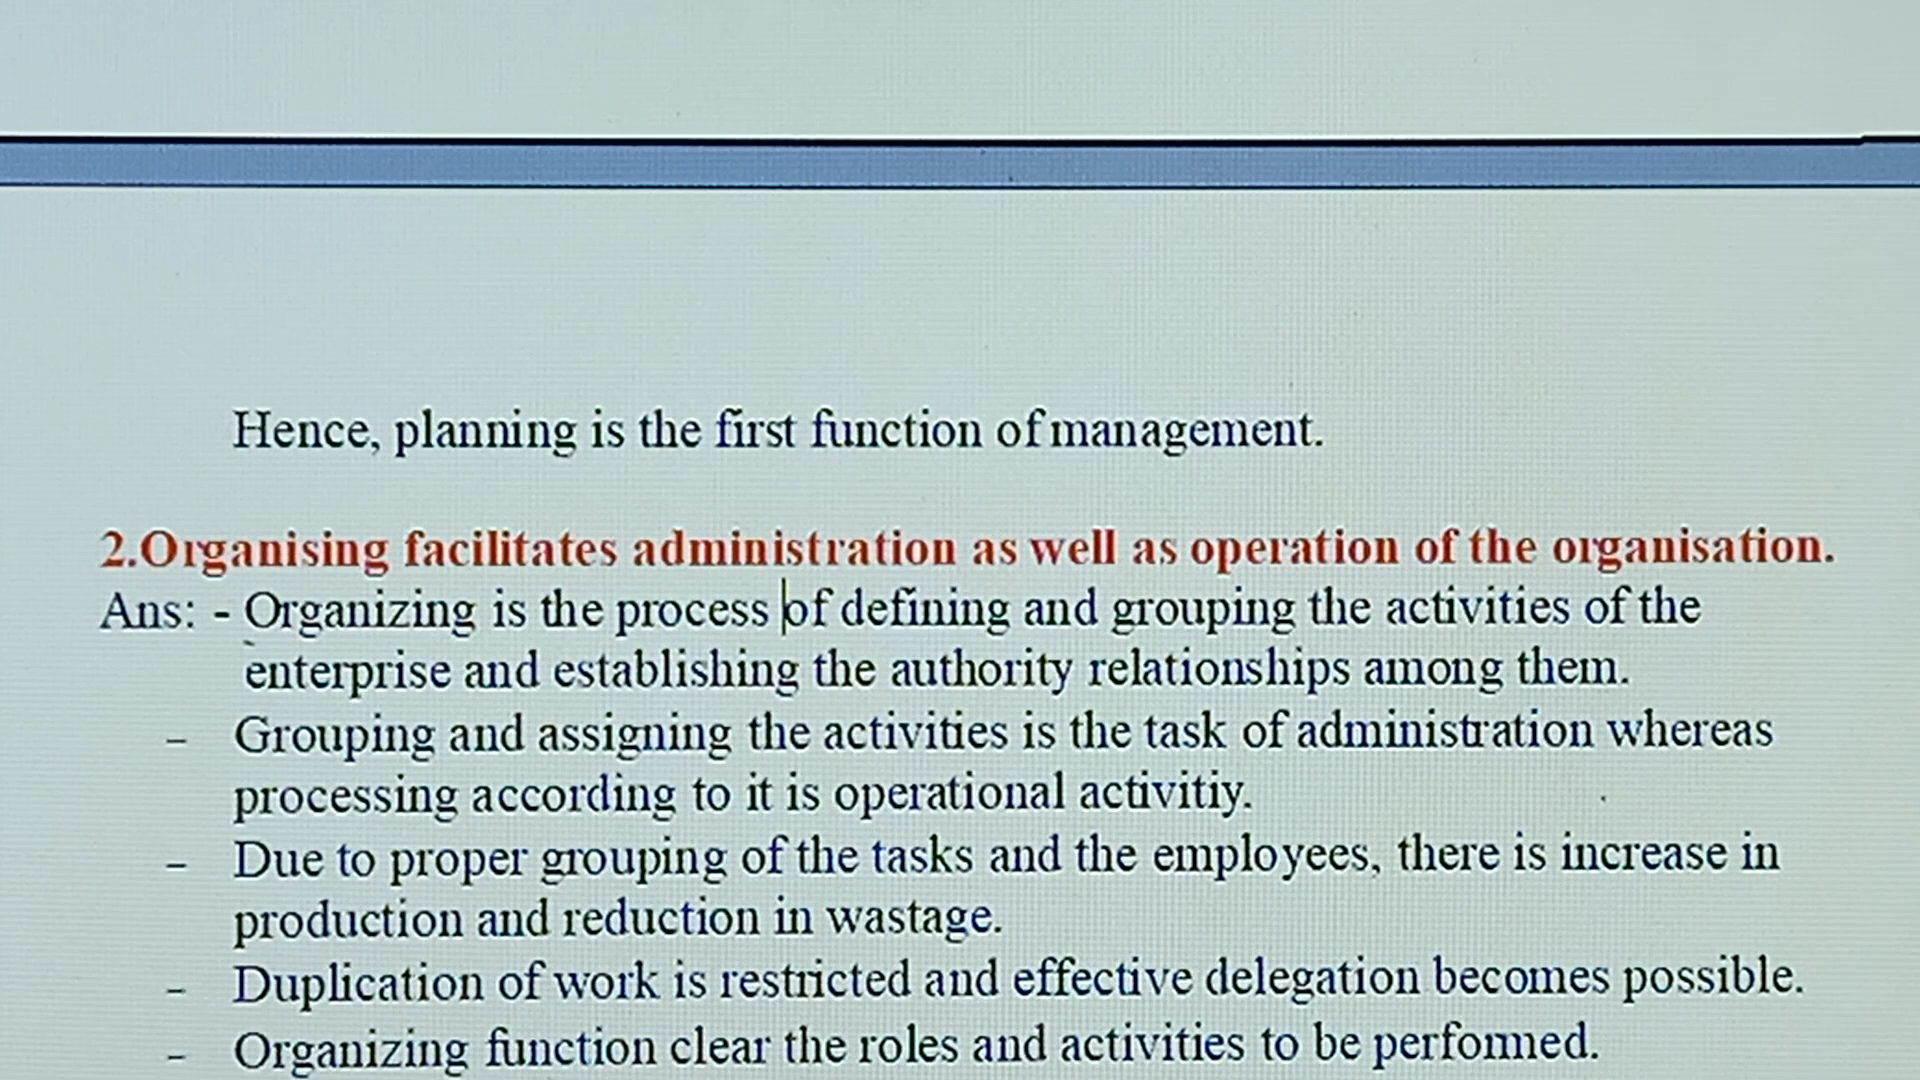 Hence, planning is the first function of management.
2.Organising facilitates administration as well as operation of the organisation.
Ans: - Organizing is the process of defining and grouping the activities of the
enterprise and establishing the authority relationships among them.
- Grouping and assigning the activities is the task of administration whereas
processing according to it is operational activitiy.
- Due to proper grouping of the tasks and the employees, there is increase in
production and reduction in wastage.
- Duplication of work is restricted and effective delegation becomes possible.
- Organizing function clear the roles and activities to be performed.